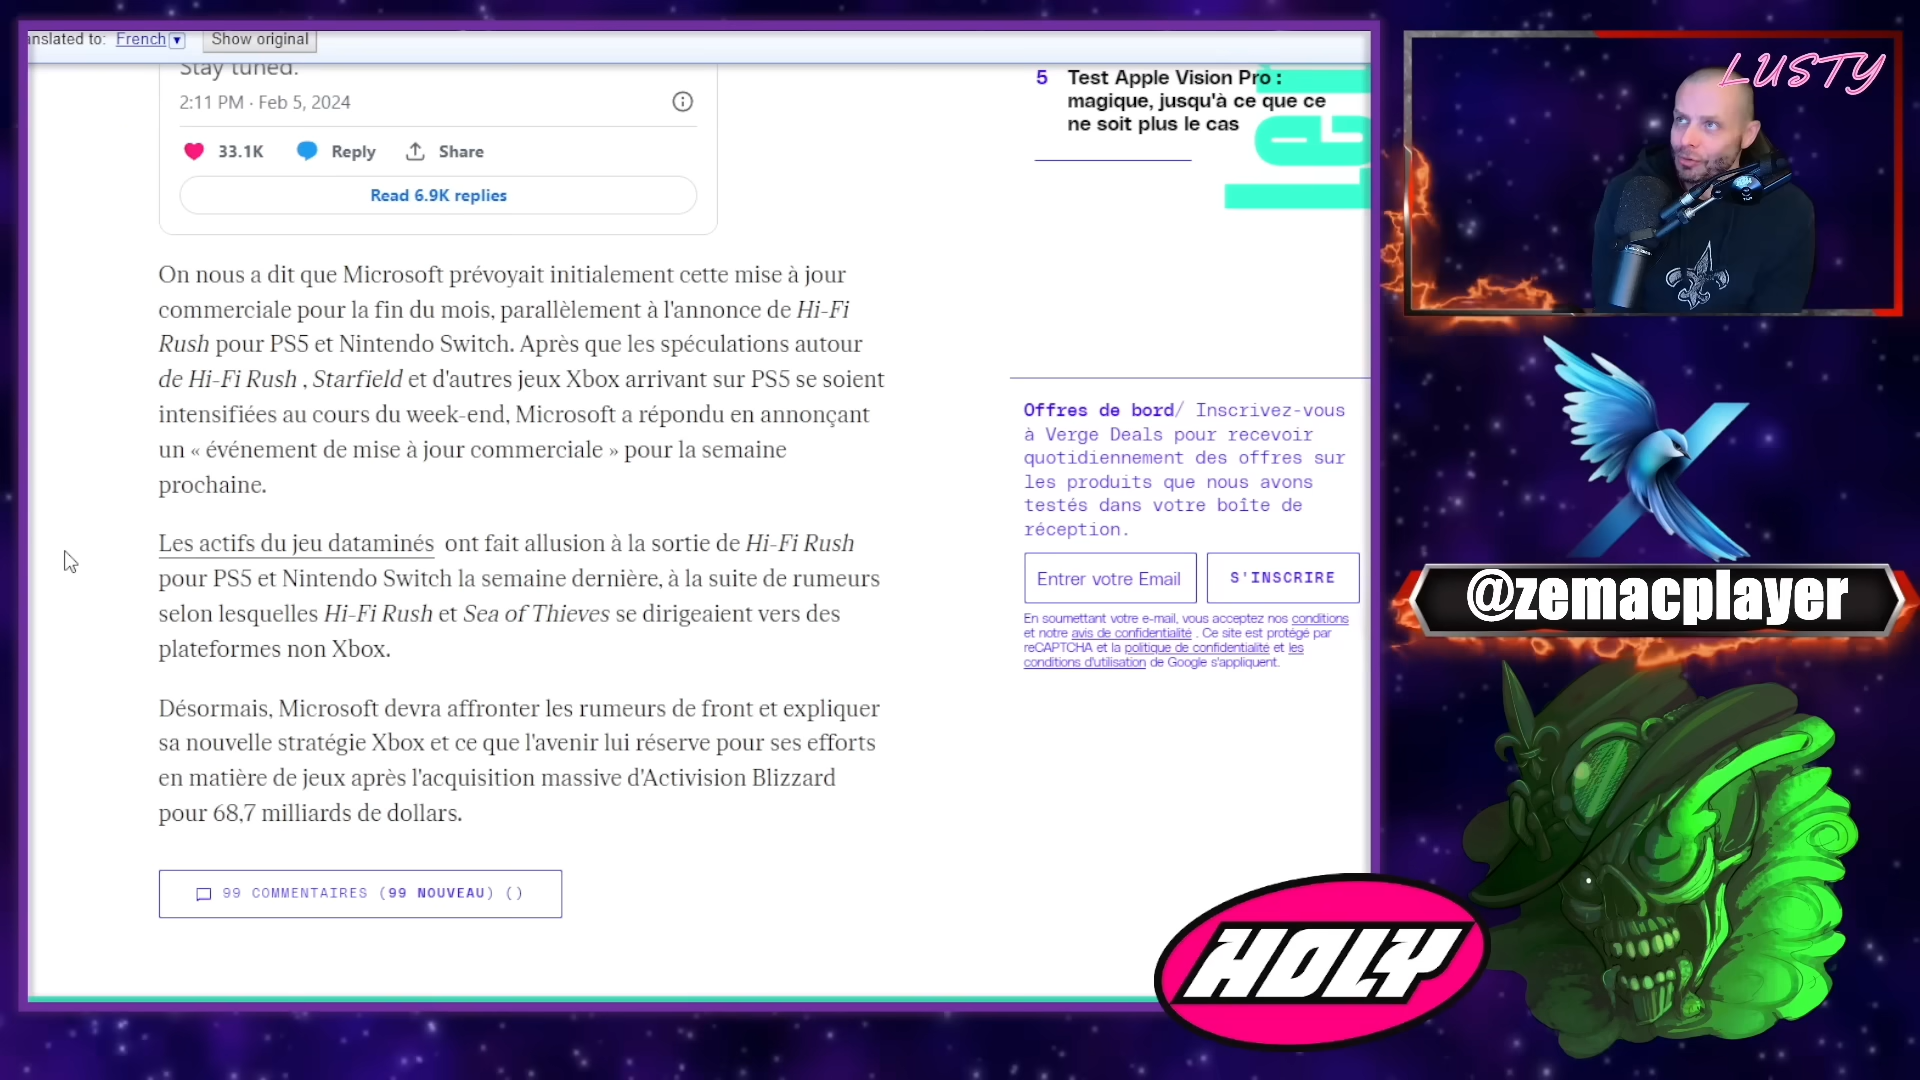 anslated to: French ▾ Show original
Stay tuned.
2:11 PM · Feb 5, 2024
33.1K Reply Share
Read 6.9K replies
On nous a dit que Microsoft prévoyait initialement cette mise à jour
commerciale pour la fin du mois, parallèlement à l'annonce de Hi-Fi
Rush pour PS5 et Nintendo Switch. Après que les spéculations autour
de Hi-Fi Rush , Starfield et d'autres jeux Xbox arrivant sur PS5 se soient
intensifiées au cours du week-end, Microsoft a répondu en annonçant
un « événement de mise à jour commerciale » pour la semaine
prochaine.
Les actifs du jeu dataminés ont fait allusion à la sortie de Hi-Fi Rush
pour PS5 et Nintendo Switch la semaine dernière, à la suite de rumeurs
selon lesquelles Hi-Fi Rush et Sea of Thieves se dirigeaient vers des
plateformes non Xbox.
Désormais, Microsoft devra affronter les rumeurs de front et expliquer
sa nouvelle stratégie Xbox et ce que l'avenir lui réserve pour ses efforts
en matière de jeux après l'acquisition massive d'Activision Blizzard
pour 68,7 milliards de dollars.
99 COMMENTAIRES (99 NOUVEAU) ()
5 Test Apple Vision Pro :
magique, jusqu'à ce que ce
ne soit plus le cas
Offres de bord/ Inscrivez-vous
à Verge Deals pour recevoir
quotidiennement des offres sur
les produits que nous avons
testés dans votre boîte de
réception.
Entrer votre Email S'INSCRIRE
En soumettant votre e-mail, vous acceptez nos conditions
et notre avis de confidentialité . Ce site est protégé par
reCAPTCHA et la politique de confidentialité et les
conditions d'utilisation de Google s'appliquent.
LUSTY
@zemacplayer
HOLY